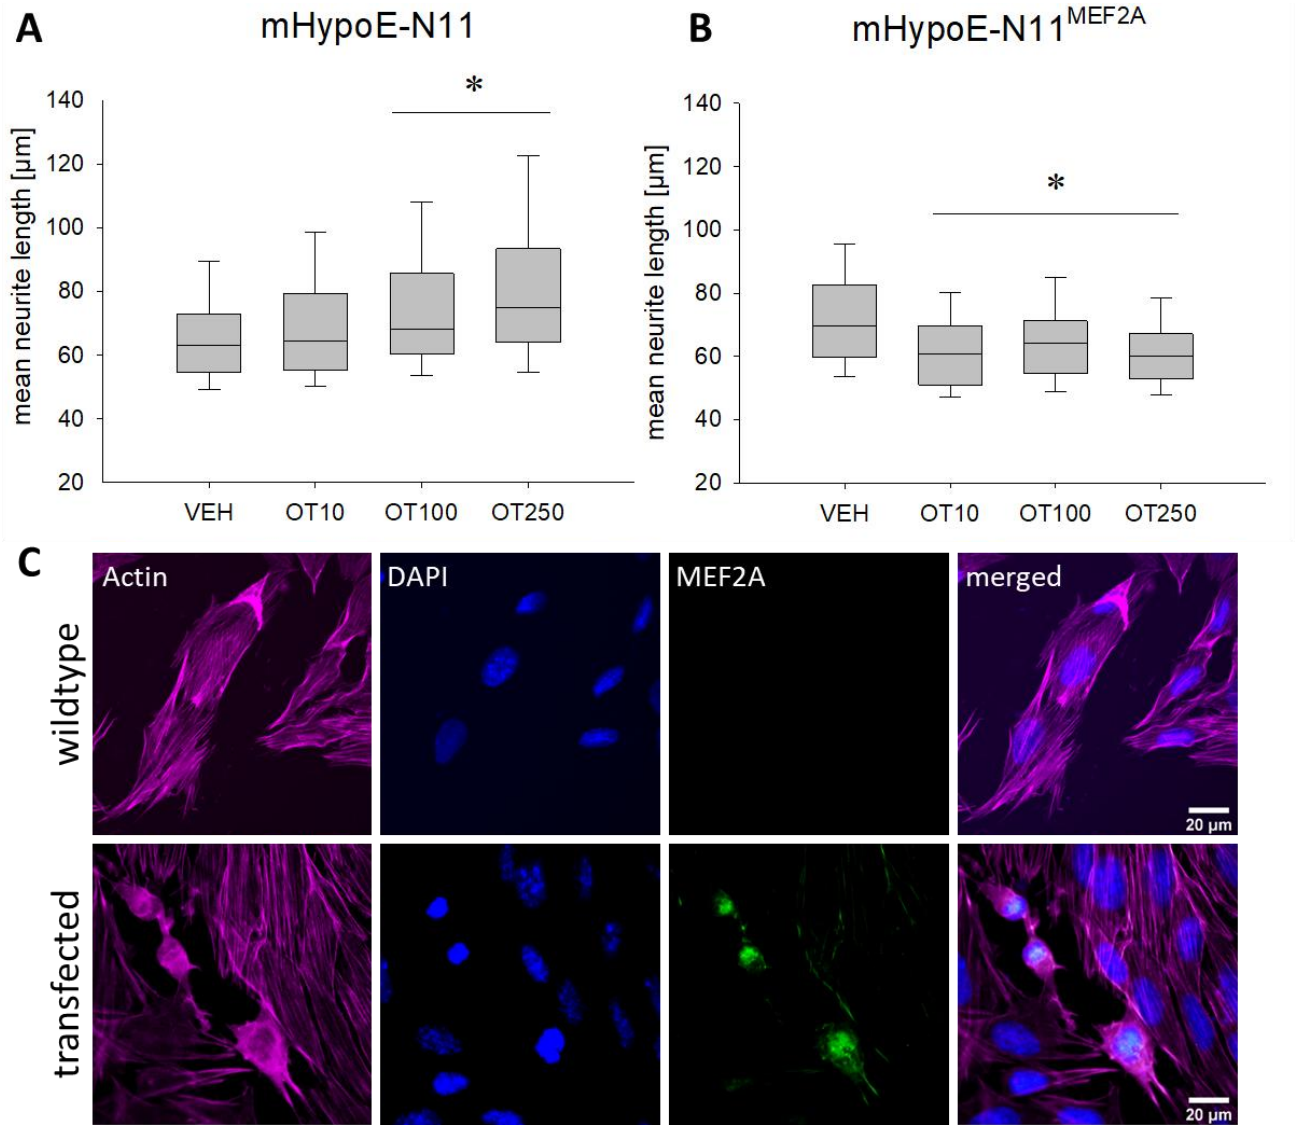 A
mHypoE-N11
*
mean neurite length [µm]
140
120
100
80
60
40
20
VEH OT10 OT100 OT250
B
mHypoE-N11MEF2A
*
mean neurite length [µm]
140
120
100
80
60
40
20
VEH OT10 OT100 OT250
C
Actin DAPI MEF2A merged
wildtype
20 µm
transfected
20 µm